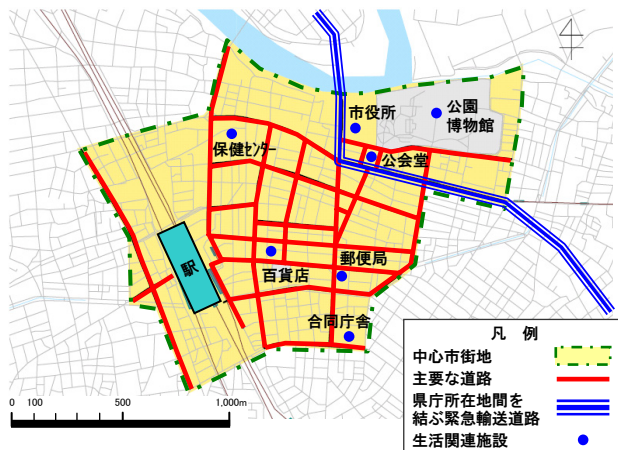 市役所
公園
博物館
保健ｾﾝﾀｰ
公会堂
駅
百貨店
郵便局
合同庁舎
0 100 500 1,000m
凡 例
中心市街地
主要な道路
県庁所在地間を
結ぶ緊急輸送道路
生活関連施設